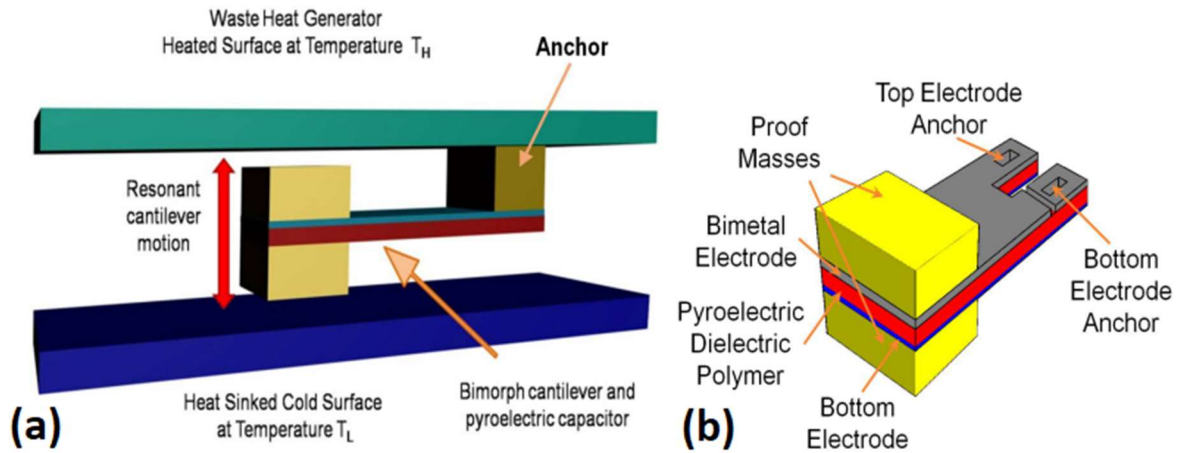 Waste Heat Generator
Heated Surface at Temperature T_H
Anchor
Resonant
cantilever
motion
Bimorph cantilever and
pyroelectric capacitor
Heat Sinked Cold Surface
at Temperature T_L
(a)
Top Electrode
Anchor
Proof
Masses
Bimetal
Electrode
Pyroelectric
Dielectric
Polymer
Bottom
Electrode
Bottom
Electrode
Anchor
(b)